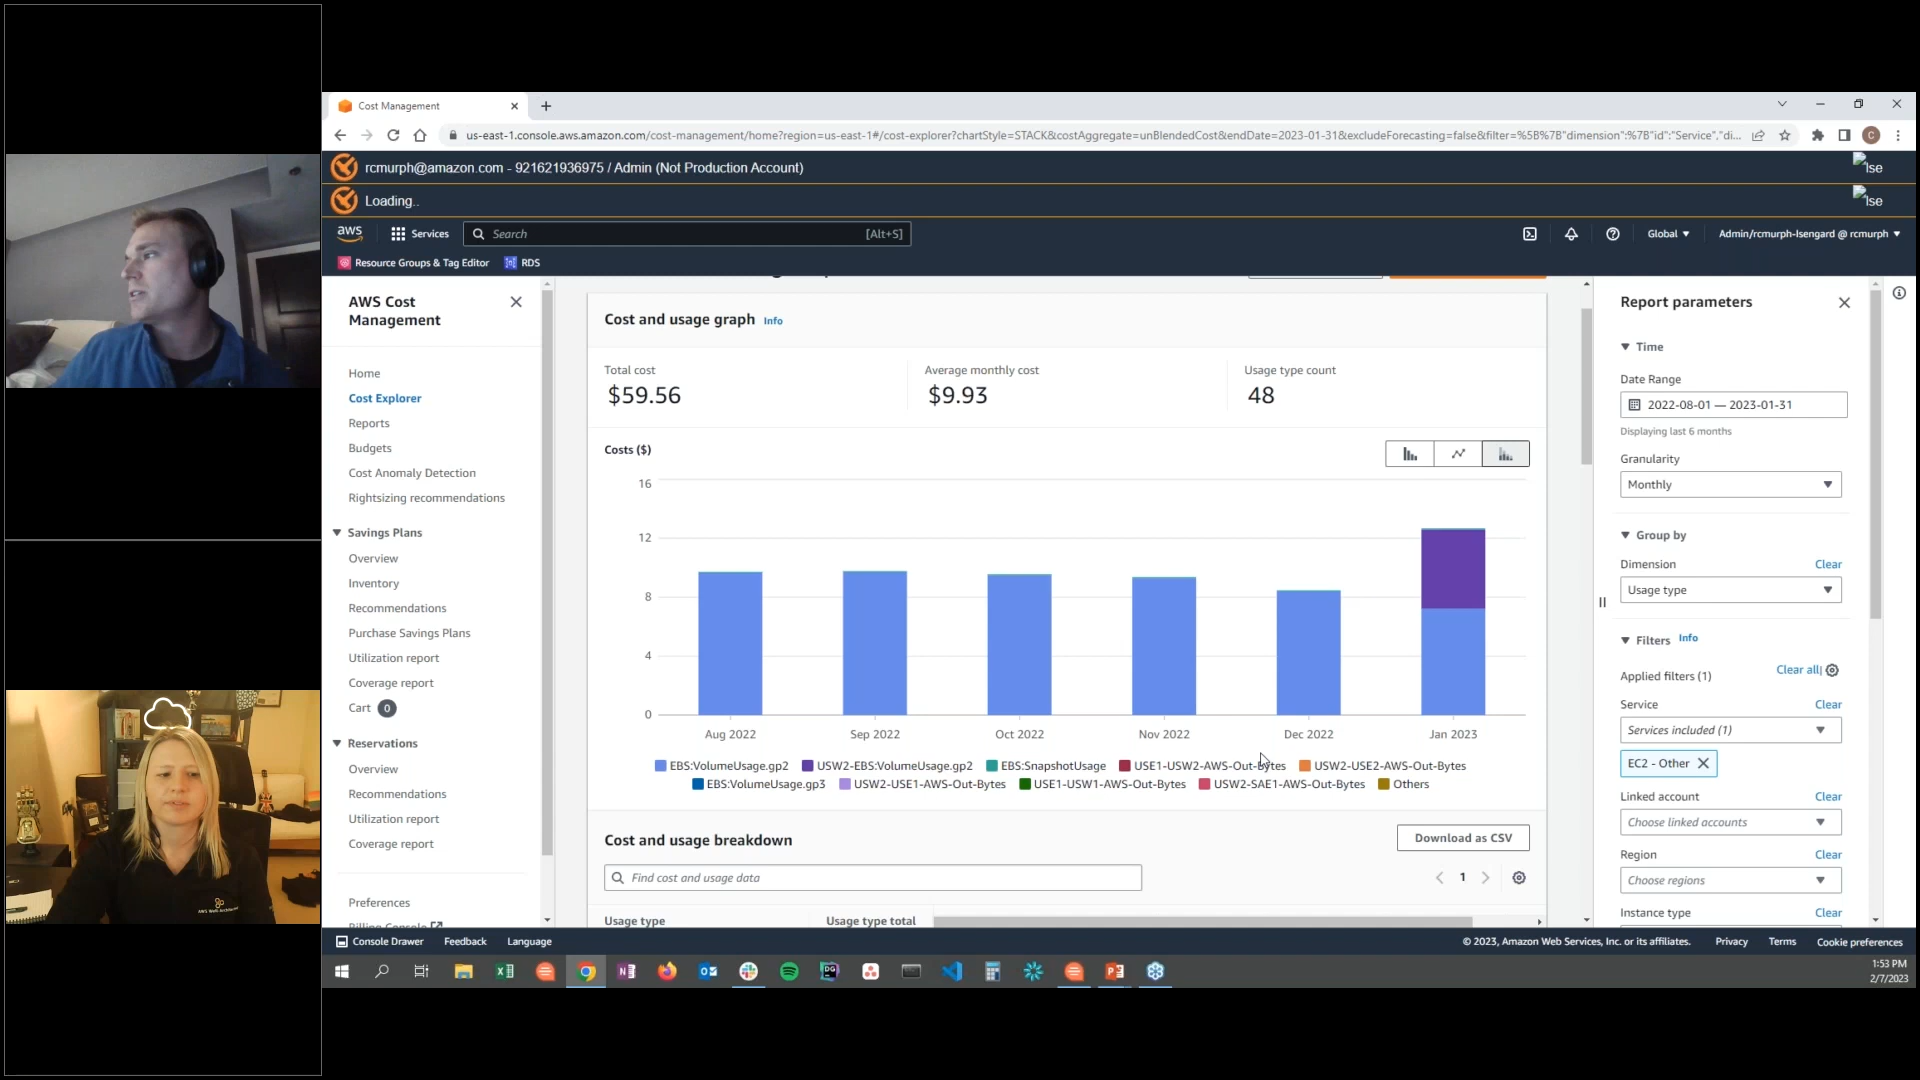 Cost Management
us-east-1.console.aws.amazon.com/cost-management/home?region=us-east-1#/cost-explorer?chartStyle=STACK&costAggregate=unBlendedCost&endDate=2023-01-31&excludeForecasting=false&filter=%5B%7B"dimension":%7B"id":"Service","di...
C
rcmurph@amazon.com - 921621936975 / Admin (Not Production Account)
Ise
Loading..
Ise
aws
Services
Search
[Alt+S]
Global
Admin/rcmurph-Isengard @ rcmurph
Resource Groups & Tag Editor
RDS
AWS Cost
Management
Home
Cost Explorer
Reports
Budgets
Cost Anomaly Detection
Rightsizing recommendations
Savings Plans
Overview
Inventory
Recommendations
Purchase Savings Plans
Utilization report
Coverage report
Cart 0
Reservations
Overview
Recommendations
Utilization report
Coverage report
Preferences
Billing Console
Cost and usage graph Info
Total cost
$59.56
Average monthly cost
$9.93
Usage type count
48
Costs ($)
16
12
8
4
0
Aug 2022
Sep 2022
Oct 2022
Nov 2022
Dec 2022
Jan 2023
EBS:VolumeUsage.gp2
USW2-EBS:VolumeUsage.gp2
EBS:SnapshotUsage
USE1-USW2-AWS-Out-Bytes
USW2-USE2-AWS-Out-Bytes
EBS:VolumeUsage.gp3
USW2-USE1-AWS-Out-Bytes
USE1-USW1-AWS-Out-Bytes
USW2-SAE1-AWS-Out-Bytes
Others
Cost and usage breakdown
Download as CSV
Find cost and usage data
1
Usage type
Usage type total
Report parameters
Time
Date Range
2022-08-01 — 2023-01-31
Displaying last 6 months
Granularity
Monthly
Group by
Dimension
Clear
Usage type
Filters Info
Applied filters (1)
Clear all
Service
Clear
Services included (1)
EC2 - Other
Linked account
Clear
Choose linked accounts
Region
Clear
Choose regions
Instance type
Clear
Console Drawer
Feedback
Language
© 2023, Amazon Web Services, Inc. or its affiliates.
Privacy
Terms
Cookie preferences
1:53 PM
2/7/2023